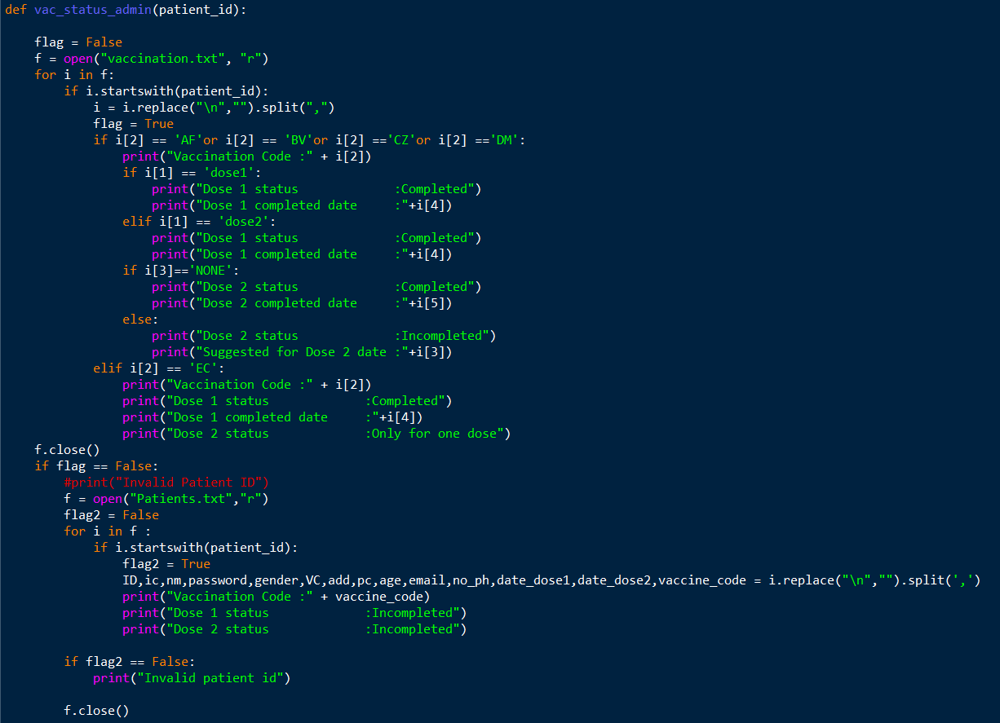 def vac_status_admin(patient_id):

    flag = False
    f = open("vaccination.txt", "r")
    for i in f:
        if i.startswith(patient_id):
            i = i.replace("\n","").split(",")
            flag = True
            if i[2] == 'AF'or i[2] == 'BV'or i[2] =='CZ'or i[2] =='DM':
                print("Vaccination Code :" + i[2])
                if i[1] == 'dose1':
                    print("Dose 1 status             :Completed")
                    print("Dose 1 completed date     :"+i[4])
                elif i[1] == 'dose2':
                    print("Dose 1 status             :Completed")
                    print("Dose 1 completed date     :"+i[4])
                if i[3]=='NONE':
                    print("Dose 2 status             :Completed")
                    print("Dose 2 completed date     :"+i[5])
                else:
                    print("Dose 2 status             :Incompleted")
                    print("Suggested for Dose 2 date :"+i[3])
            elif i[2] == 'EC':
                print("Vaccination Code :" + i[2])
                print("Dose 1 status             :Completed")
                print("Dose 1 completed date     :"+i[4])
                print("Dose 2 status             :Only for one dose")
    f.close()
    if flag == False:
        #print("Invalid Patient ID")
        f = open("Patients.txt","r")
        flag2 = False
        for i in f :
            if i.startswith(patient_id):
                flag2 = True
                ID,ic,nm,password,gender,VC,add,pc,age,email,no_ph,date_dose1,date_dose2,vaccine_code = i.replace("\n","").split(',')
                print("Vaccination Code :" + vaccine_code)
                print("Dose 1 status             :Incompleted")
                print("Dose 2 status             :Incompleted")

        if flag2 == False:
            print("Invalid patient id")

        f.close()